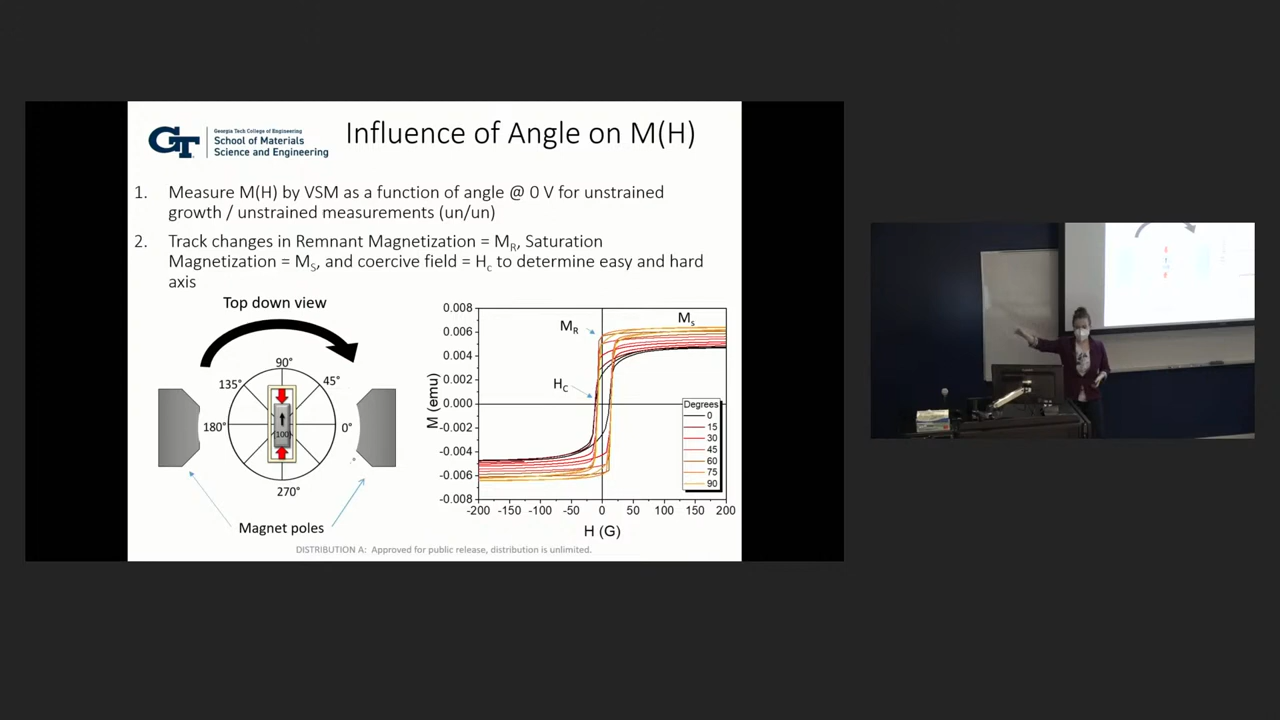 GT
Georgia Tech College of Engineering
School of Materials
Science and Engineering
Influence of Angle on M(H)
1. Measure M(H) by VSM as a function of angle @ 0 V for unstrained
growth / unstrained measurements (un/un)
2. Track changes in Remnant Magnetization = MR, Saturation
Magnetization = MS, and coercive field = Hc to determine easy and hard
axis
Top down view
90°
135°
45°
180°
100
0°
270°
Magnet poles
0.008
0.006
0.004
0.002
0.000
-0.002
-0.004
-0.006
-0.008
M (emu)
MR
Ms
HC
Degrees
0
15
30
45
60
75
90
-200 -150 -100 -50 0 50 100 150 200
H (G)
DISTRIBUTION A: Approved for public release, distribution is unlimited.